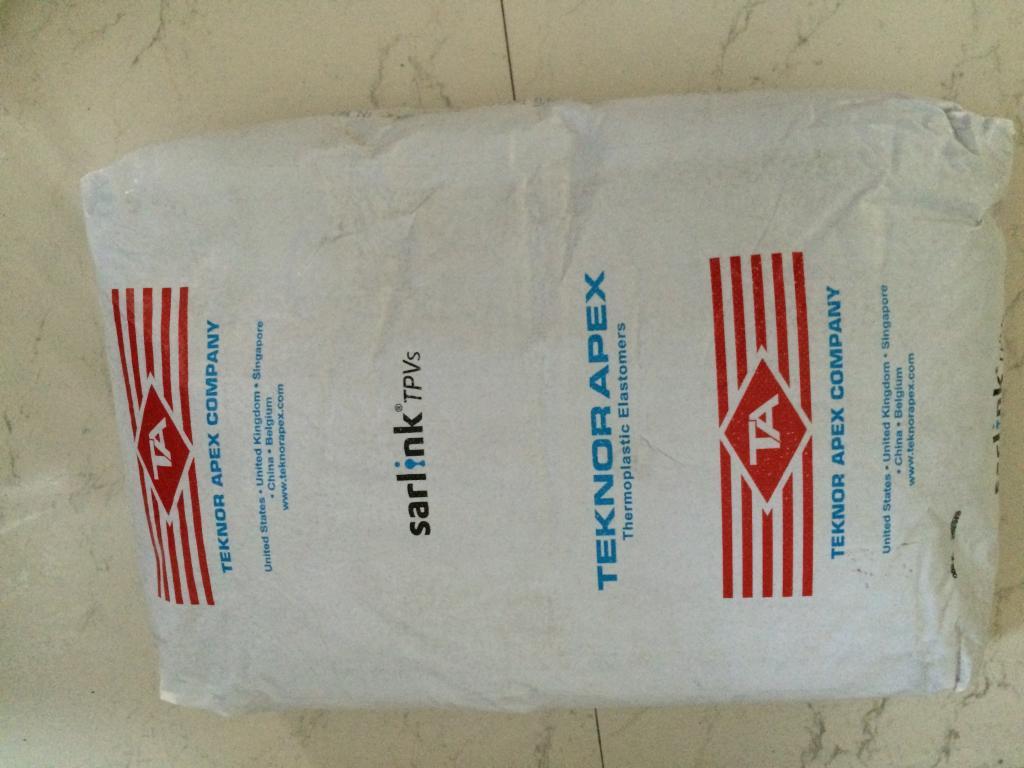 TA
TEKNOR APEX COMPANY
United States • United Kingdom • Singapore
• China • Belgium
www.teknorapex.com
sarlink® TPVs
TEKNOR APEX
Thermoplastic Elastomers
TA
TEKNOR APEX COMPANY
United States • United Kingdom • Singapore
• China • Belgium
www.teknorapex.com